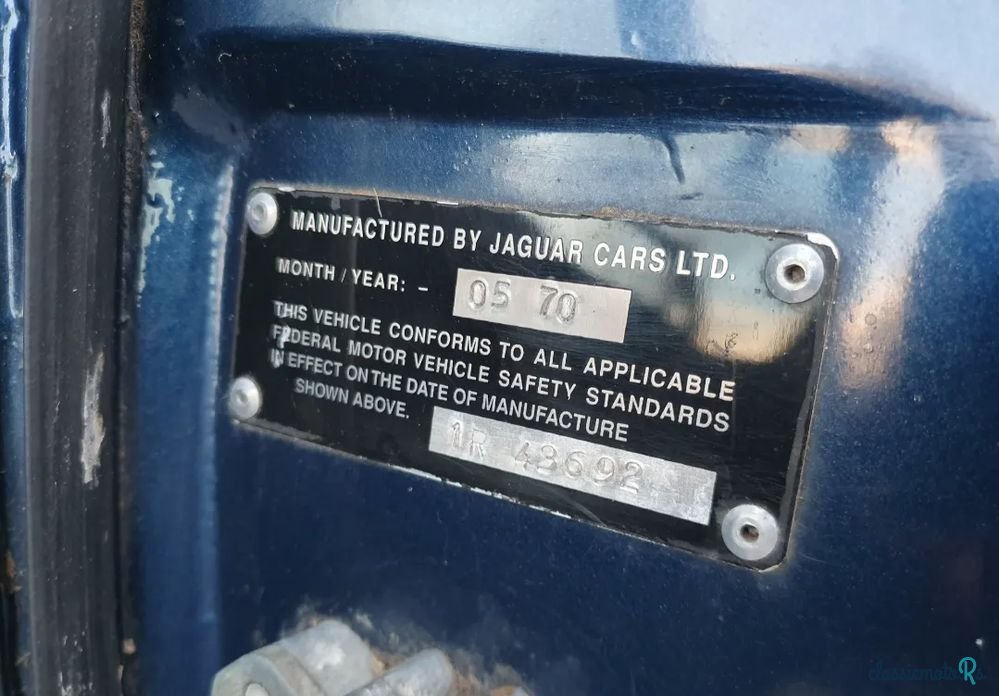 MANUFACTURED BY JAGUAR CARS LTD.
MONTH / YEAR: - 05 70
THIS VEHICLE CONFORMS TO ALL APPLICABLE
FEDERAL MOTOR VEHICLE SAFETY STANDARDS
IN EFFECT ON THE DATE OF MANUFACTURE
SHOWN ABOVE. 1R 43692
classicmotoRs